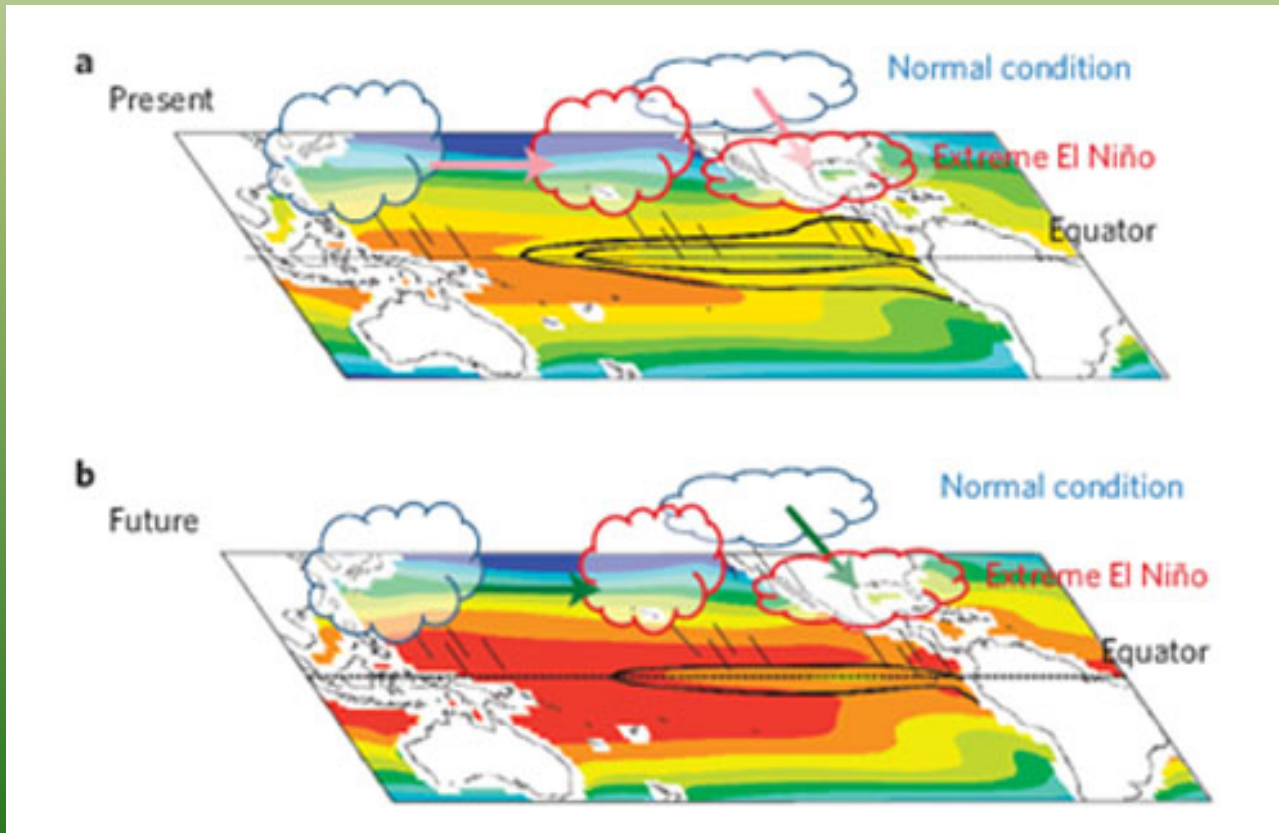 a
Present
Normal condition
Extreme El Niño
Equator
b
Future
Normal condition
Extreme El Niño
Equator